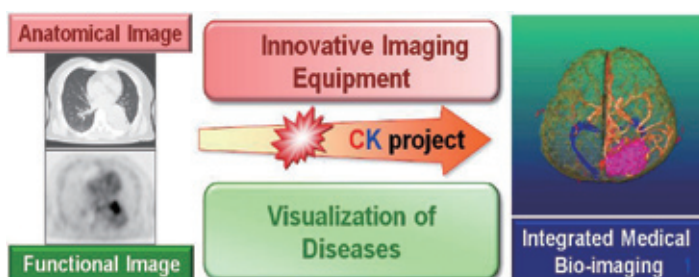 Anatomical Image
Functional Image
Innovative Imaging
Equipment
CK project
Visualization of
Diseases
Integrated Medical
Bio-imaging